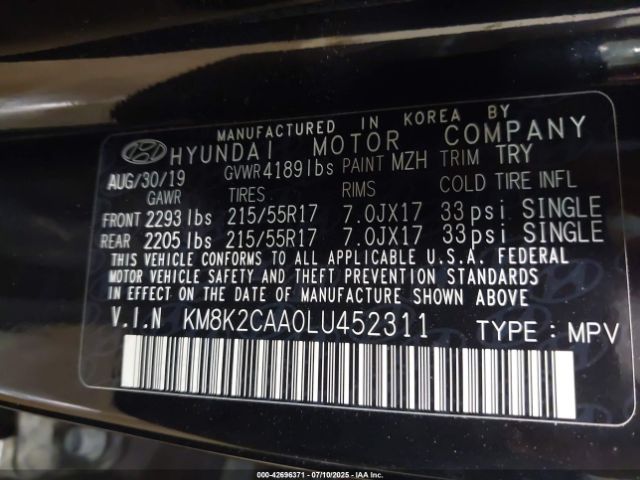 MANUFACTURED IN KOREA BY
HYUNDAI MOTOR COMPANY
AUG/30/19 GVWR 4189lbs PAINT MZH TRIM TRY
GAWR TIRES RIMS COLD TIRE INFL
FRONT 2293lbs 215/55R17 7.0JX17 33psi SINGLE
REAR 2205lbs 215/55R17 7.0JX17 33psi SINGLE
THIS VEHICLE CONFORMS TO ALL APPLICABLE U.S.A. FEDERAL
MOTOR VEHICLE SAFETY AND THEFT PREVENTION STANDARDS
IN EFFECT ON THE DATE OF MANUFACTURE SHOWN ABOVE
V.I.N KM8K2CAA0LU452311 TYPE : MPV
000-42696371 - 07/10/2025 - IAAI.COM